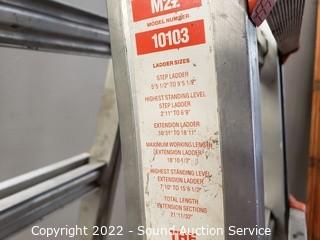 M22
MODEL NUMBER
10103
LADDER SIZES
STEP LADDER
5'5 1/2" TO 9'5 1/2"
HIGHEST STANDING LEVEL
STEP LADDER
2'11" TO 6'9"
EXTENSION LADDER
TO 18'11"
MAXIMUM WORKING LENGTH
(EXTENSION LADDER)
18'10-1/2"
HIGHEST STANDING LEVEL
EXTENSION LADDER
7'10" TO 15'6 1/2"
TOTAL LENGTH
EXTENSION SECTIONS
21'11/32"
Copyright 2022 - Sound Auction Service